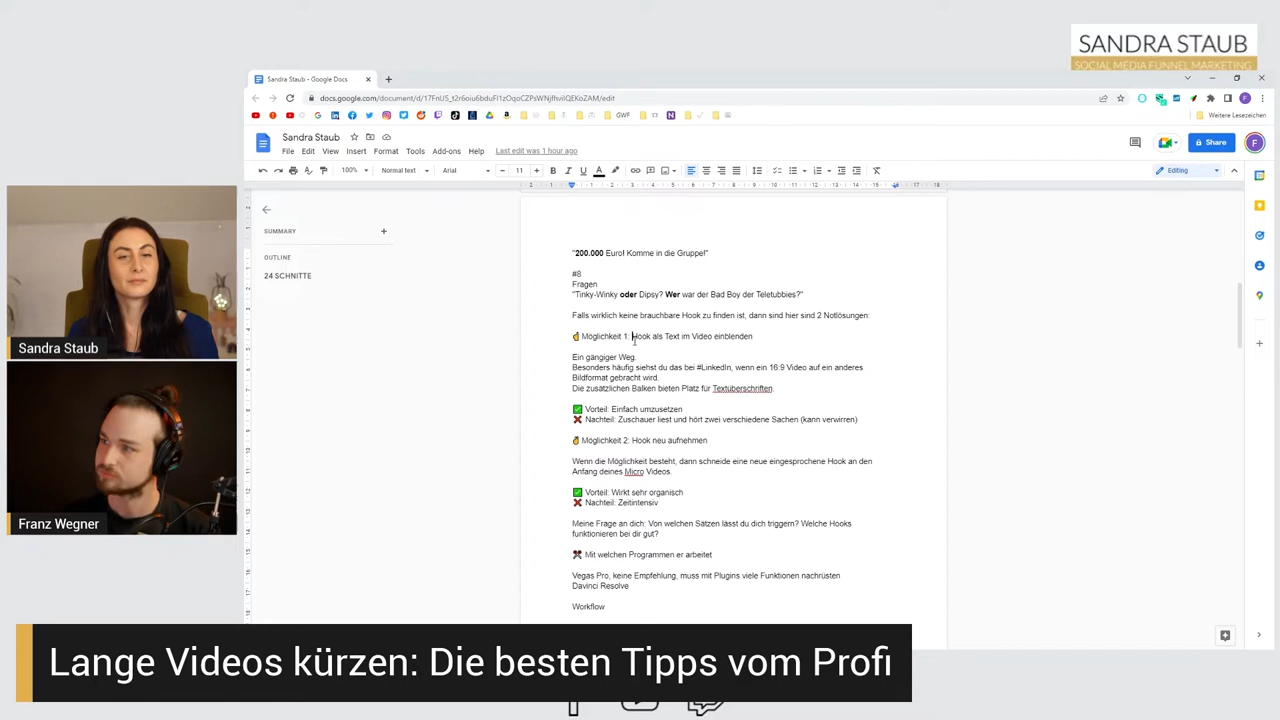 SANDRA STAUB
SOCIAL MEDIA FUNNEL MARKETING
Sandra Staub - Google Docs
docs.google.com/document/d/17FnUS_t2r6oiu6bduFl1zOqoCZPsWNjfhvilQEKoZAM/edit
GWF
Weitere Lesezeichen
Sandra Staub
File Edit View Insert Format Tools Add-ons Help Last edit was 1 hour ago
Share
100% Normal text Arial 11 Editing
SUMMARY
OUTLINE
24 SCHNITTE
"200.000 Euro! Komme in die Gruppe!"
#8
Fragen
"Tinky-Winky oder Dipsy? Wer war der Bad Boy der Teletubbies?"
Falls wirklich keine brauchbare Hook zu finden ist, dann sind hier sind 2 Notlösungen:
Möglichkeit 1: Hook als Text im Video einblenden
Ein gängiger Weg.
Besonders häufig siehst du das bei #LinkedIn, wenn ein 16:9 Video auf ein anderes
Bildformat gebracht wird.
Die zusätzlichen Balken bieten Platz für Textüberschriften.
Vorteil: Einfach umzusetzen
Nachteil: Zuschauer liest und hört zwei verschiedene Sachen (kann verwirren)
Möglichkeit 2: Hook neu aufnehmen
Wenn die Möglichkeit besteht, dann schneide eine neue eingesprochene Hook an den
Anfang deines Micro Videos.
Vorteil: Wirkt sehr organisch
Nachteil: Zeitintensiv
Meine Frage an dich: Von welchen Sätzen lässt du dich triggern? Welche Hooks
funktionieren bei dir gut?
Mit welchen Programmen er arbeitet
Vegas Pro, keine Empfehlung, muss mit Plugins viele Funktionen nachrüsten
Davinci Resolve
Workflow
Sandra Staub
Franz Wegner
Lange Videos kürzen: Die besten Tipps vom Profi